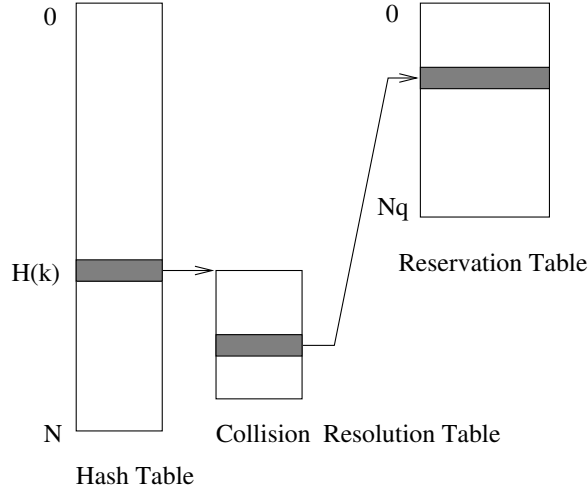 0
H(k)
N
Hash Table
Collision Resolution Table
0
Nq
Reservation Table